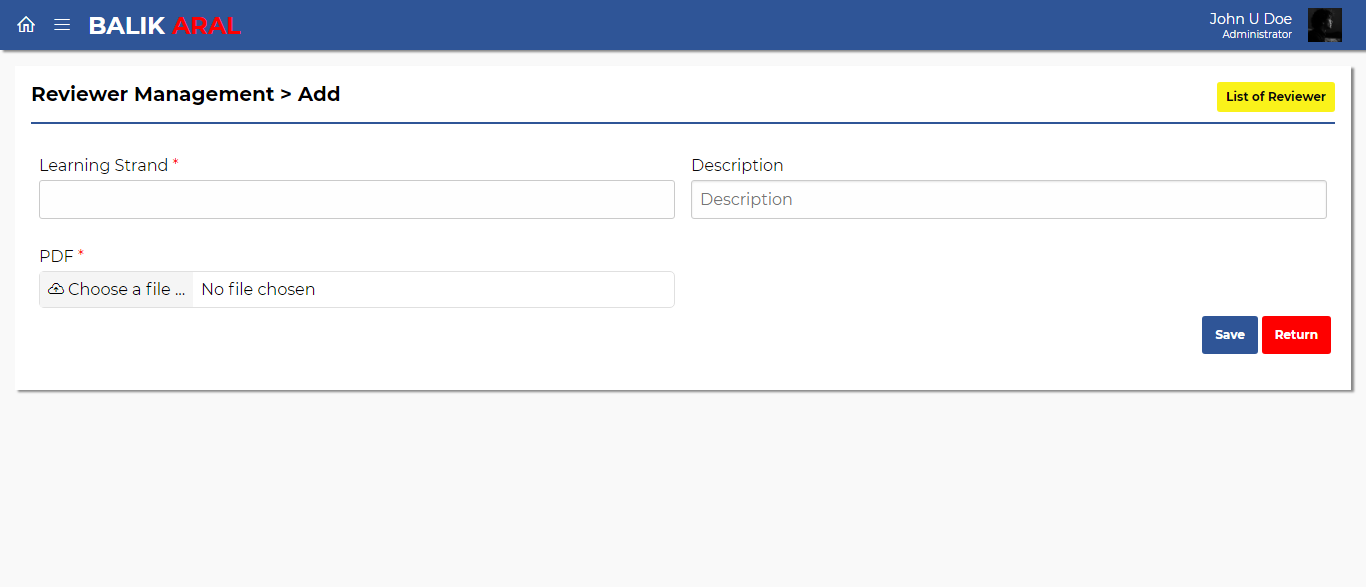 BALIK ARAL
John U Doe
Administrator
Reviewer Management > Add
List of Reviewer
Learning Strand *
Description
Description
PDF *
Choose a file ... No file chosen
Save Return